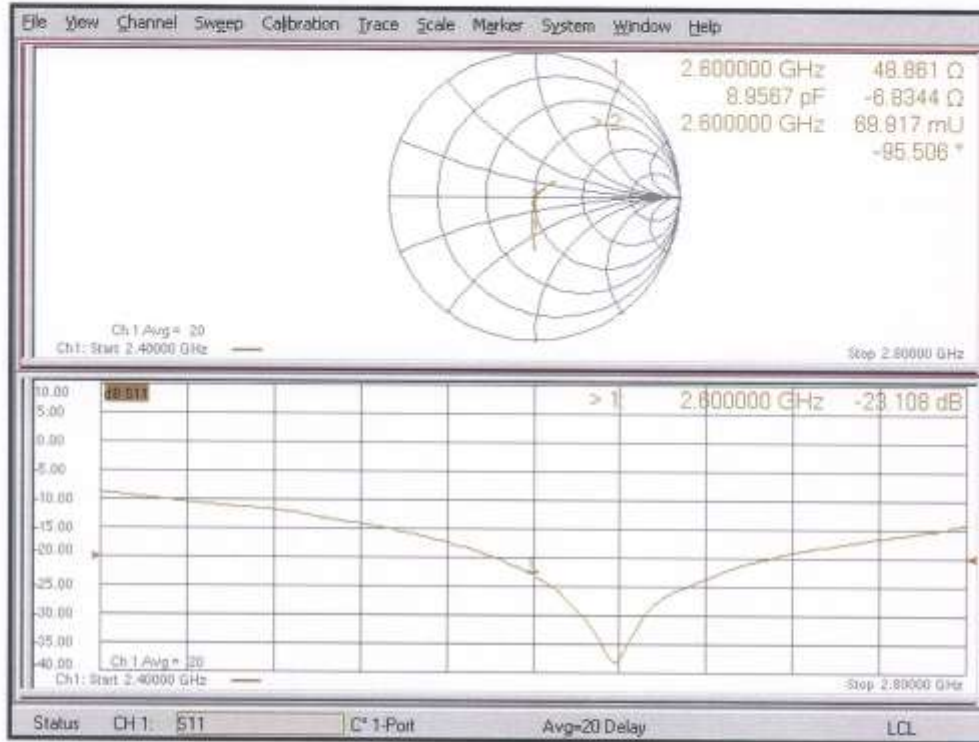 File View Channel Sweep Calibration Trace Scale Marker System Window Help
1 2.600000 GHz 48.861 Ω
8.9567 pF -6.8344 Ω
> 2 2.600000 GHz 69.917 mU
-95.506 °
Ch 1 Avg = 20
Ch1: Start 2.40000 GHz
Stop 2.80000 GHz
10.00
dB S11
> 1 2.600000 GHz -23.108 dB
5.00
0.00
-5.00
-10.00
-15.00
-20.00
-25.00
-30.00
-35.00
-40.00
Ch 1 Avg = 20
Ch1: Start 2.40000 GHz
Stop 2.80000 GHz
Status CH 1: S11 C* 1-Port Avg=20 Delay LCL